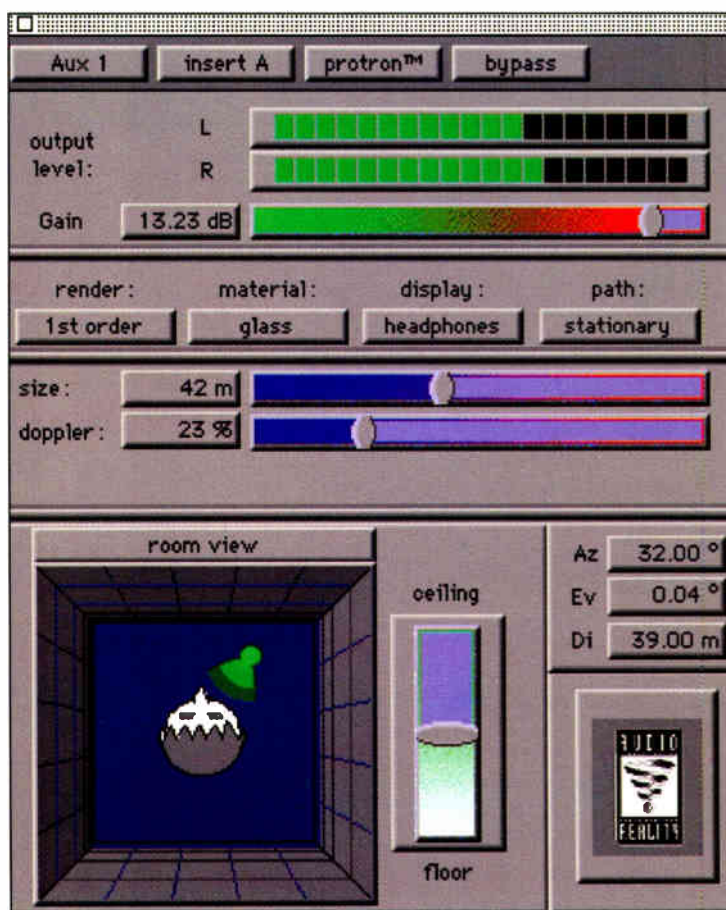 Aux 1 insert A protron™ bypass
output level:
L
R
Gain 13.23 dB
render: material: display: path:
1st order glass headphones stationary
size: 42 m
doppler: 23 %
room view
ceiling
floor
Az 32.00 °
Ev 0.04 °
Di 39.00 m
AUDIO
REALITY